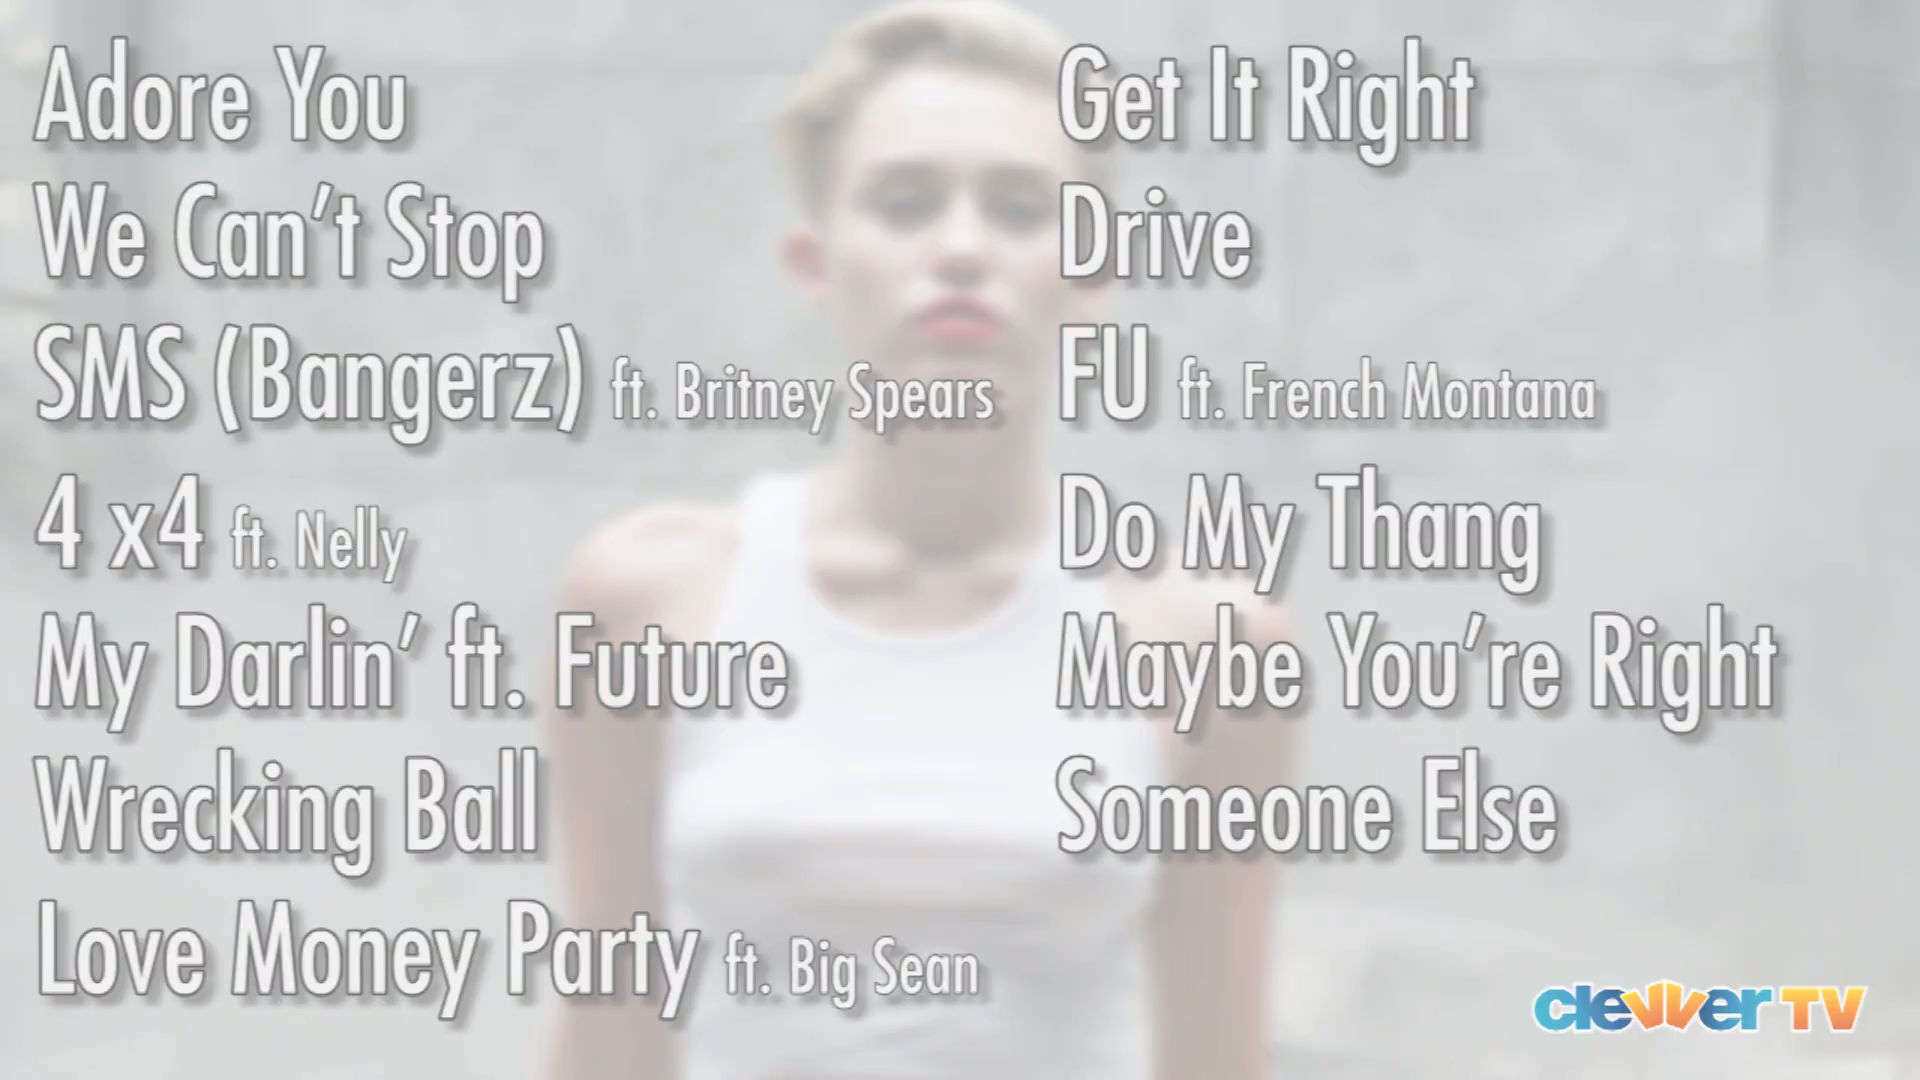 Adore You
We Can't Stop
SMS (Bangerz) ft. Britney Spears
4 x4 ft. Nelly
My Darlin' ft. Future
Wrecking Ball
Love Money Party ft. Big Sean
Get It Right
Drive
FU ft. French Montana
Do My Thang
Maybe You're Right
Someone Else
clevver TV